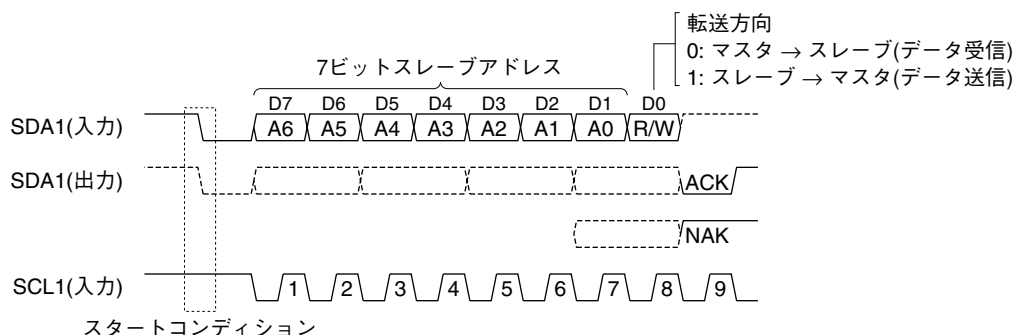 転送方向
0: マスタ → スレーブ(データ受信)
1: スレーブ → マスタ(データ送信)
7ビットスレーブアドレス
D7 D6 D5 D4 D3 D2 D1 D0
SDA1(入力) A6 A5 A4 A3 A2 A1 A0 R/W
SDA1(出力) ACK
NAK
SCL1(入力) 1 2 3 4 5 6 7 8 9
スタートコンディション